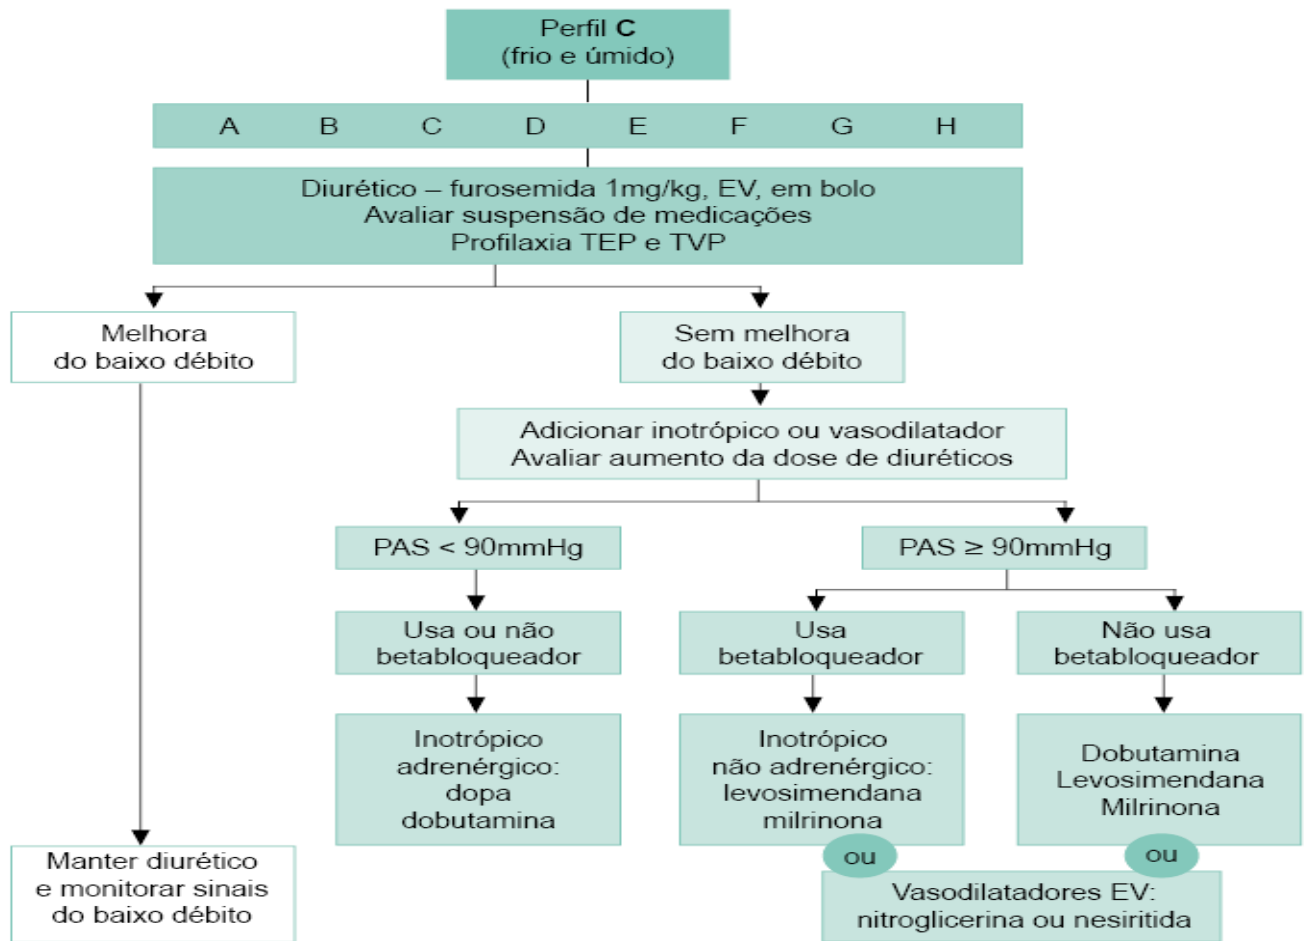 Perfil C
(frio e úmido)
A B C D E F G H
Diurético – furosemida 1mg/kg, EV, em bolo
Avaliar suspensão de medicações
Profilaxia TEP e TVP
Melhora
do baixo débito
Sem melhora
do baixo débito
Adicionar inotrópico ou vasodilatador
Avaliar aumento da dose de diuréticos
PAS < 90mmHg
PAS ≥ 90mmHg
Usa ou não
betabloqueador
Usa
betabloqueador
Não usa
betabloqueador
Inotrópico
adrenérgico:
dopa
dobutamina
Inotrópico
não adrenérgico:
levosimendana
milrinona
Dobutamina
Levosimendana
Milrinona
ou
ou
Manter diurético
e monitorar sinais
do baixo débito
Vasodilatadores EV:
nitroglicerina ou nesiritida